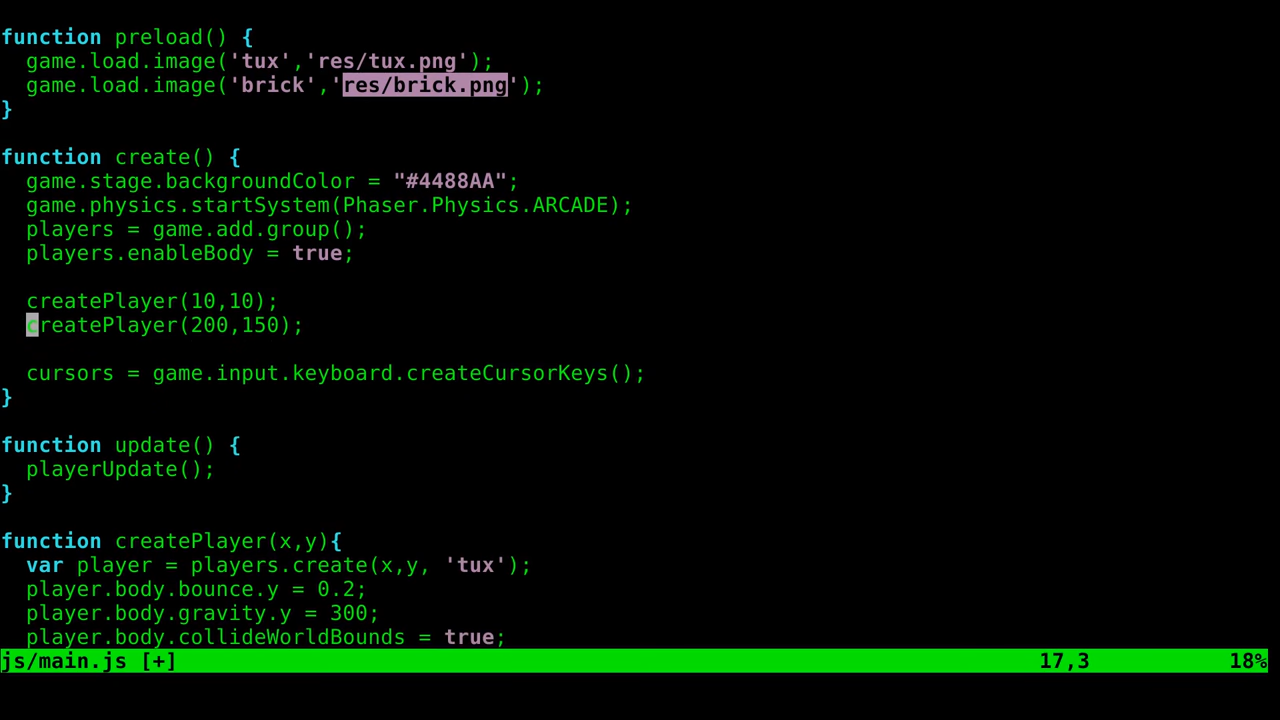 function preload() {
  game.load.image('tux','res/tux.png');
  game.load.image('brick','res/brick.png');
}

function create() {
  game.stage.backgroundColor = "#4488AA";
  game.physics.startSystem(Phaser.Physics.ARCADE);
  players = game.add.group();
  players.enableBody = true;

  createPlayer(10,10);
  createPlayer(200,150);

  cursors = game.input.keyboard.createCursorKeys();
}

function update() {
  playerUpdate();
}

function createPlayer(x,y){
  var player = players.create(x,y, 'tux');
  player.body.bounce.y = 0.2;
  player.body.gravity.y = 300;
  player.body.collideWorldBounds = true;
js/main.js [+] 17,3 18%